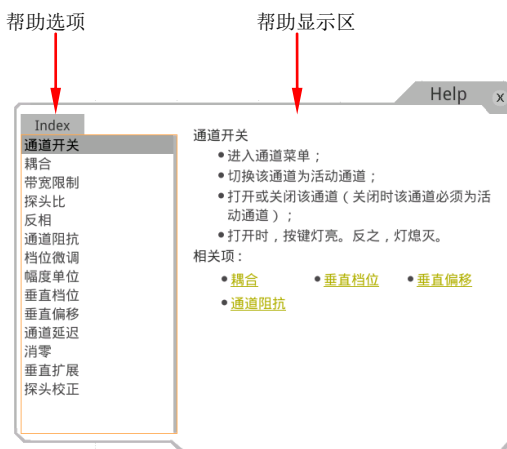 帮助选项
帮助显示区
Help
x
Index
通道开关
耦合
带宽限制
探头比
反相
通道阻抗
档位微调
幅度单位
垂直档位
垂直偏移
通道延迟
消零
垂直扩展
探头校正
通道开关
●进入通道菜单；
●切换该通道为活动通道；
●打开或关闭该通道（关闭时该通道必须为活
动通道）；
●打开时，按键灯亮。反之，灯熄灭。
相关项：
●耦合 ●垂直档位 ●垂直偏移
●通道阻抗